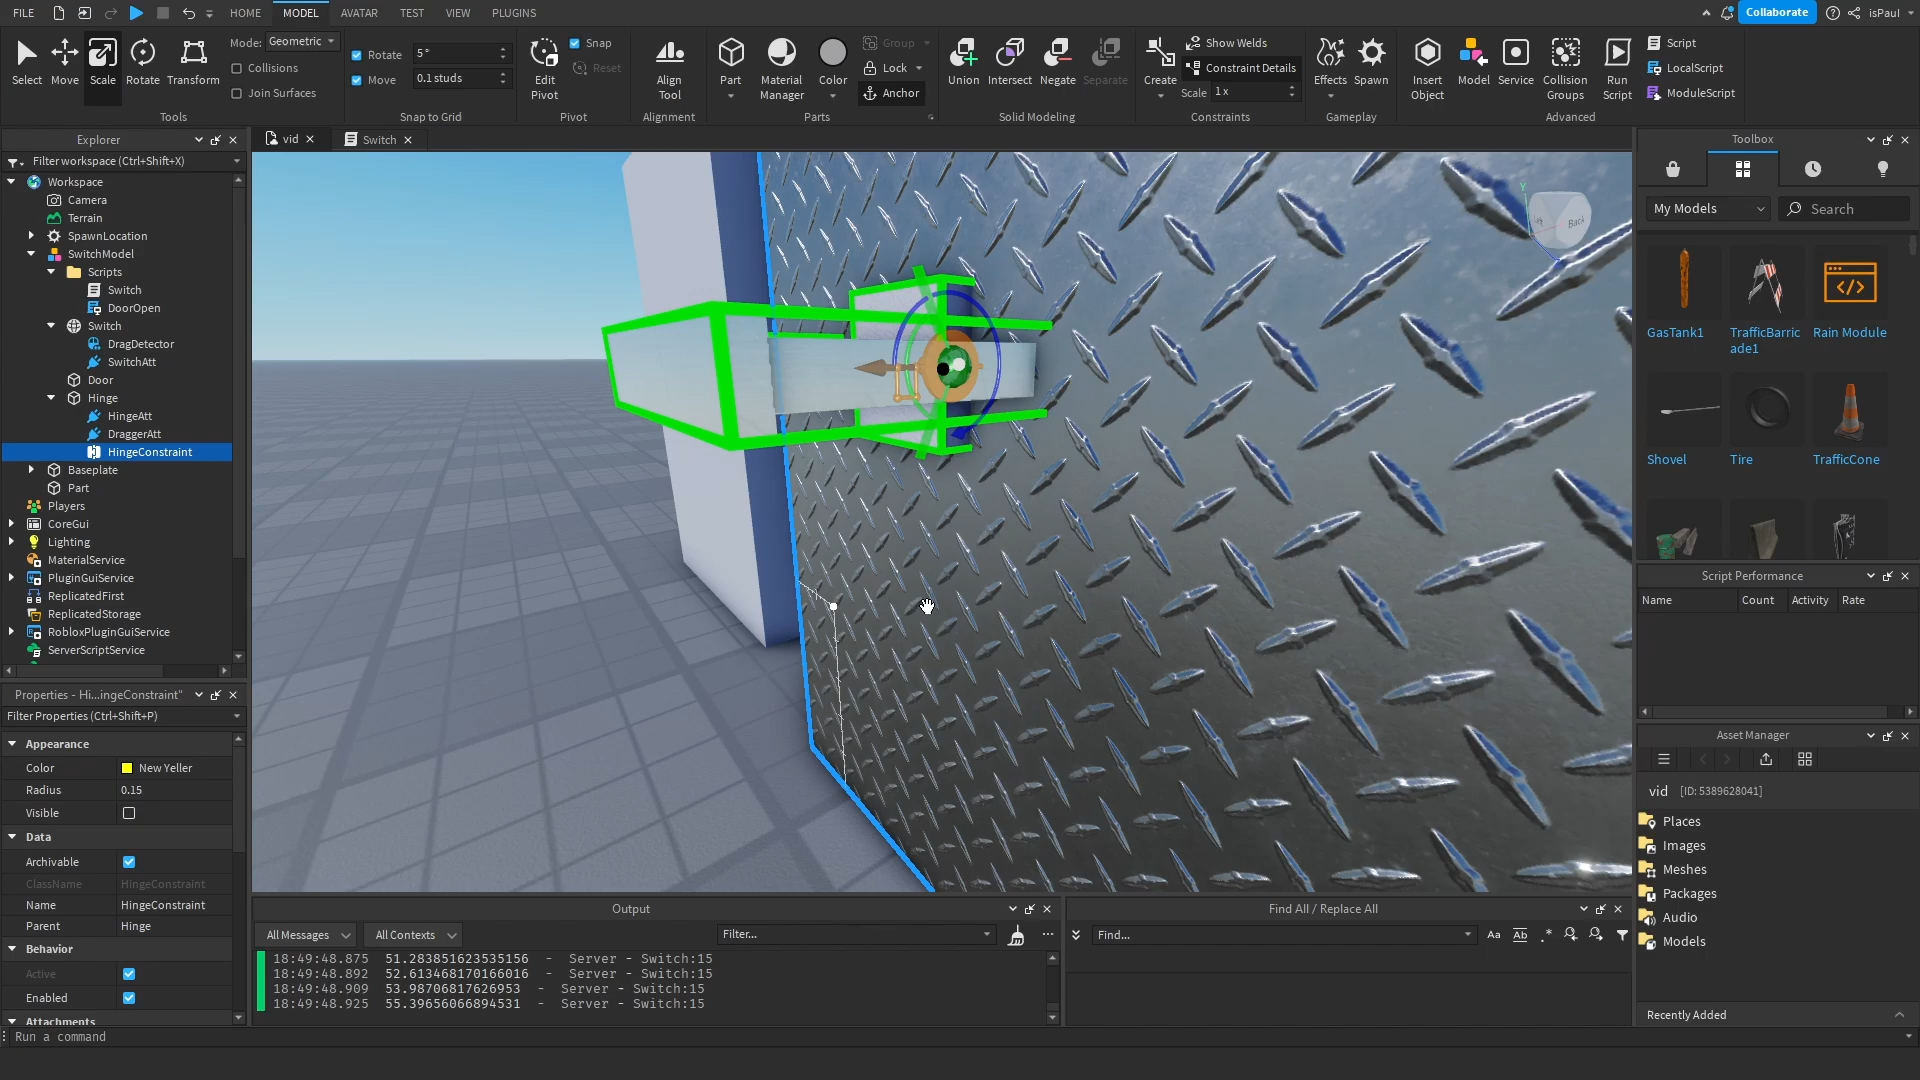 FILE
HOME
MODEL
AVATAR
TEST
VIEW
PLUGINS
Collaborate
isPaul
Select
Move
Scale
Rotate
Transform
Mode:
Geometric
Collisions
Join Surfaces
Tools
Rotate
5 °
Move
0.1 studs
Snap to Grid
Edit
Pivot
Snap
Reset
Pivot
Align
Tool
Alignment
Part
Material
Manager
Color
Group
Lock
Anchor
Parts
Union
Intersect
Negate
Separate
Solid Modeling
Create
Show Welds
Constraint Details
Scale
1 x
Constraints
Effects
Spawn
Gameplay
Insert
Object
Model
Service
Collision
Groups
Run
Script
Script
LocalScript
ModuleScript
Advanced
Explorer
Filter workspace (Ctrl+Shift+X)
Workspace
Camera
Terrain
SpawnLocation
SwitchModel
Scripts
Switch
DoorOpen
Switch
DragDetector
SwitchAtt
Door
Hinge
HingeAtt
DraggerAtt
HingeConstraint
Baseplate
Part
Players
CoreGui
Lighting
MaterialService
PluginGuiService
ReplicatedFirst
ReplicatedStorage
RobloxPluginGuiService
ServerScriptService
Properties - Hi...ingeConstraint"
Filter Properties (Ctrl+Shift+P)
Appearance
Color
New Yeller
Radius
0.15
Visible
Data
Archivable
ClassName
HingeConstraint
Name
HingeConstraint
Parent
Hinge
Behavior
Active
Enabled
Attachments
Run a command
vid
Switch
Y
Back
Output
All Messages
All Contexts
Filter...
18:49:48.875 51.283851623535156 - Server - Switch:15
18:49:48.892 52.613468170166016 - Server - Switch:15
18:49:48.909 53.98706817626953 - Server - Switch:15
18:49:48.925 55.39656066894531 - Server - Switch:15
Find All / Replace All
Find...
Aa
Ab
.*
Toolbox
My Models
Search
GasTank1
TrafficBarric
ade1
Rain Module
Shovel
Tire
TrafficCone
Script Performance
Name
Count
Activity
Rate
Asset Manager
vid
[ID: 5389628041]
Places
Images
Meshes
Packages
Audio
Models
Recently Added